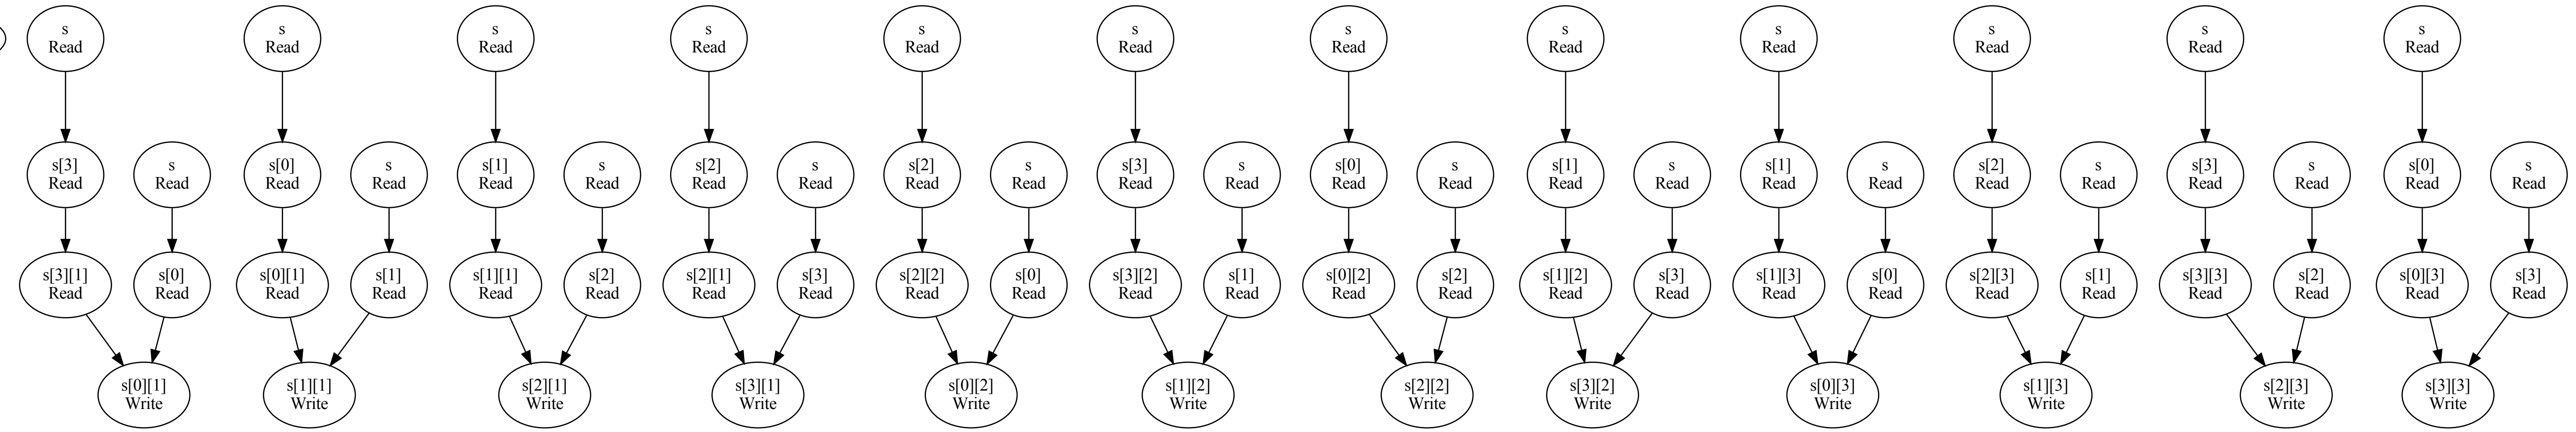 s
Read
s
Read
s
Read
s
Read
s
Read
s
Read
s
Read
s
Read
s
Read
s
Read
s
Read
s
Read
s[3]
Read
s
Read
s[0]
Read
s
Read
s[1]
Read
s
Read
s[2]
Read
s
Read
s[2]
Read
s
Read
s[3]
Read
s
Read
s[0]
Read
s
Read
s[1]
Read
s
Read
s[1]
Read
s
Read
s[2]
Read
s
Read
s[3]
Read
s
Read
s[0]
Read
s
Read
s[3][1]
Read
s[0]
Read
s[0][1]
Read
s[1]
Read
s[1][1]
Read
s[2]
Read
s[2][1]
Read
s[3]
Read
s[2][2]
Read
s[0]
Read
s[3][2]
Read
s[1]
Read
s[0][2]
Read
s[2]
Read
s[1][2]
Read
s[3]
Read
s[1][3]
Read
s[0]
Read
s[2][3]
Read
s[1]
Read
s[3][3]
Read
s[2]
Read
s[0][3]
Read
s[3]
Read
s[0][1]
Write
s[1][1]
Write
s[2][1]
Write
s[3][1]
Write
s[0][2]
Write
s[1][2]
Write
s[2][2]
Write
s[3][2]
Write
s[0][3]
Write
s[1][3]
Write
s[2][3]
Write
s[3][3]
Write